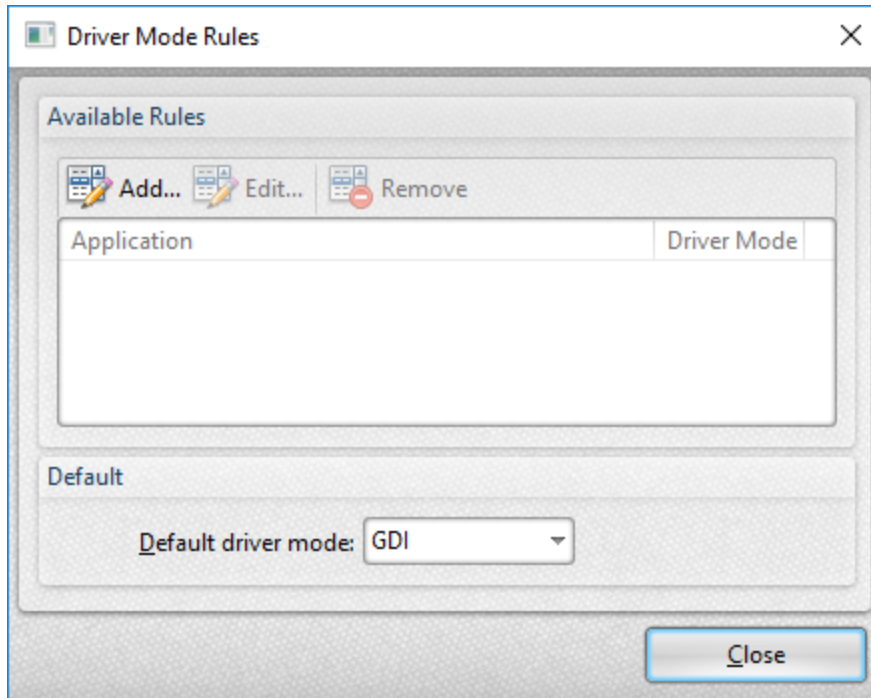 Driver Mode Rules
Available Rules
Add... Edit... Remove
Application Driver Mode
Default
Default driver mode: GDI
Close